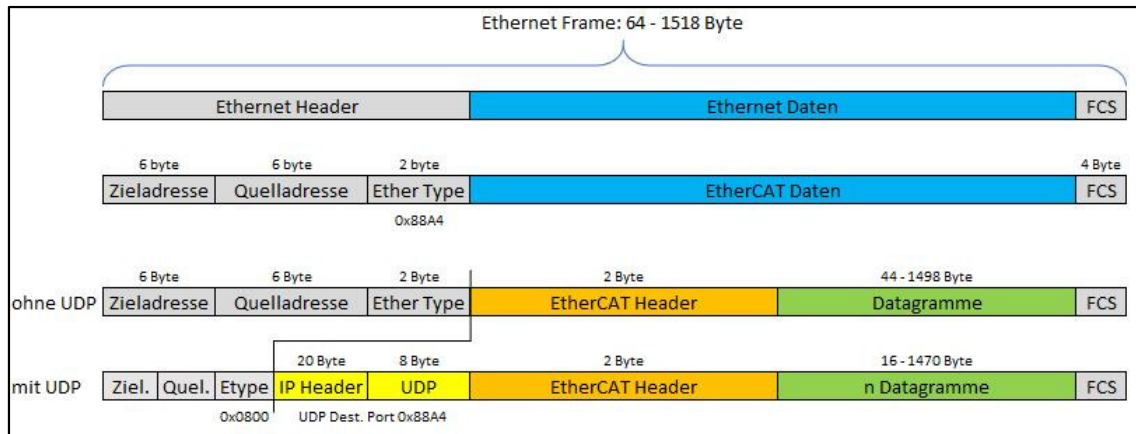 Ethernet Frame: 64 - 1518 Byte
Ethernet Header Ethernet Daten FCS
6 byte 6 byte 2 byte 4 Byte
Zieladresse Quelladresse Ether Type EtherCAT Daten FCS
0x88A4
6 Byte 6 Byte 2 Byte 2 Byte 44 - 1498 Byte
ohne UDP Zieladresse Quelladresse Ether Type EtherCAT Header Datagramme FCS
20 Byte 8 Byte 2 Byte 16 - 1470 Byte
mit UDP Ziel. Quel. Etype IP Header UDP EtherCAT Header n Datagramme FCS
0x0800 UDP Dest. Port 0x88A4